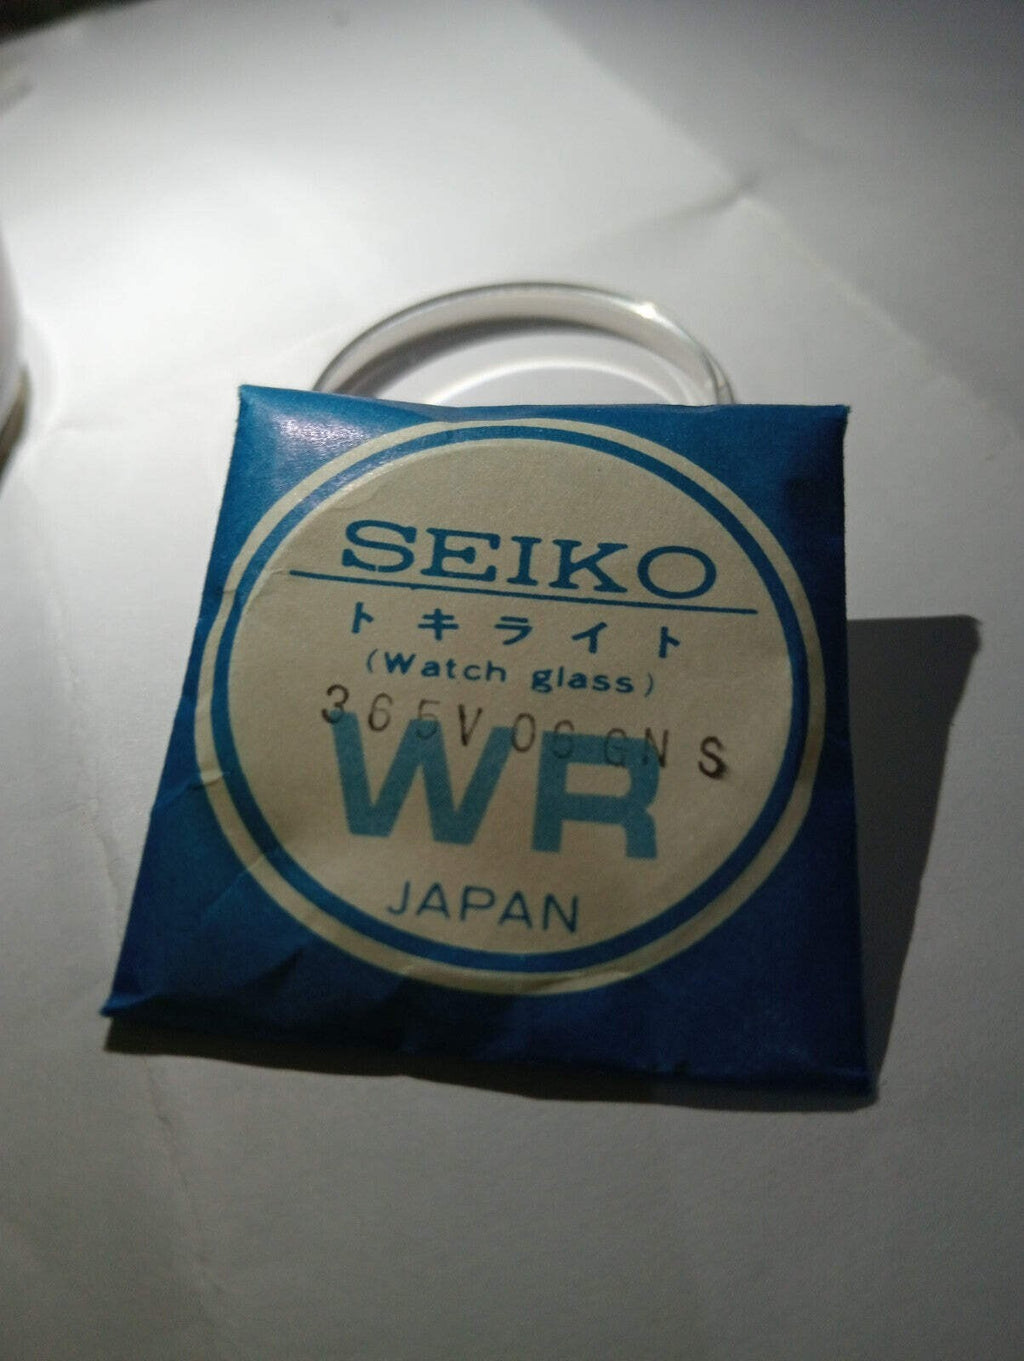 SEIKO
トキライト
(Watch glass)
365V06GNS
WR
JAPAN